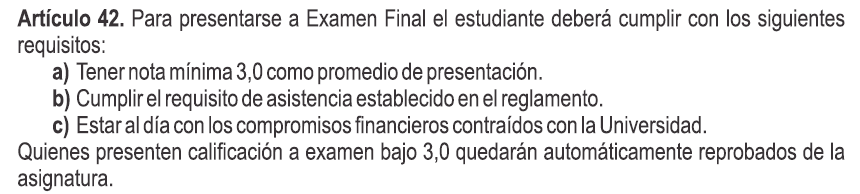 Artículo 42. Para presentarse a Examen Final el estudiante deberá cumplir con los siguientes
requisitos:
a) Tener nota mínima 3,0 como promedio de presentación.
b) Cumplir el requisito de asistencia establecido en el reglamento.
c) Estar al día con los compromisos financieros contraídos con la Universidad.
Quienes presenten calificación a examen bajo 3,0 quedarán automáticamente reprobados de la
asignatura.